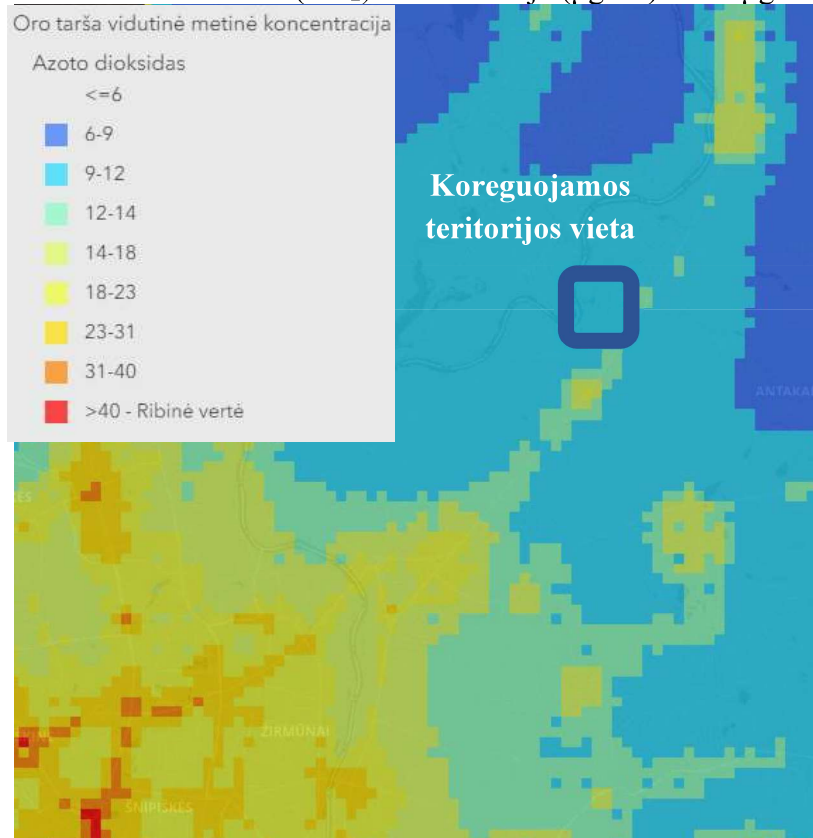 Oro tarša vidutinė metinė koncentracija
Azoto dioksidas
<=6
6-9
9-12
12-14
14-18
18-23
23-31
31-40
>40 - Ribinė vertė
Koreguojamos
teritorijos vieta
ŽIRMŪNAI
ŠNIPIŠKĖS